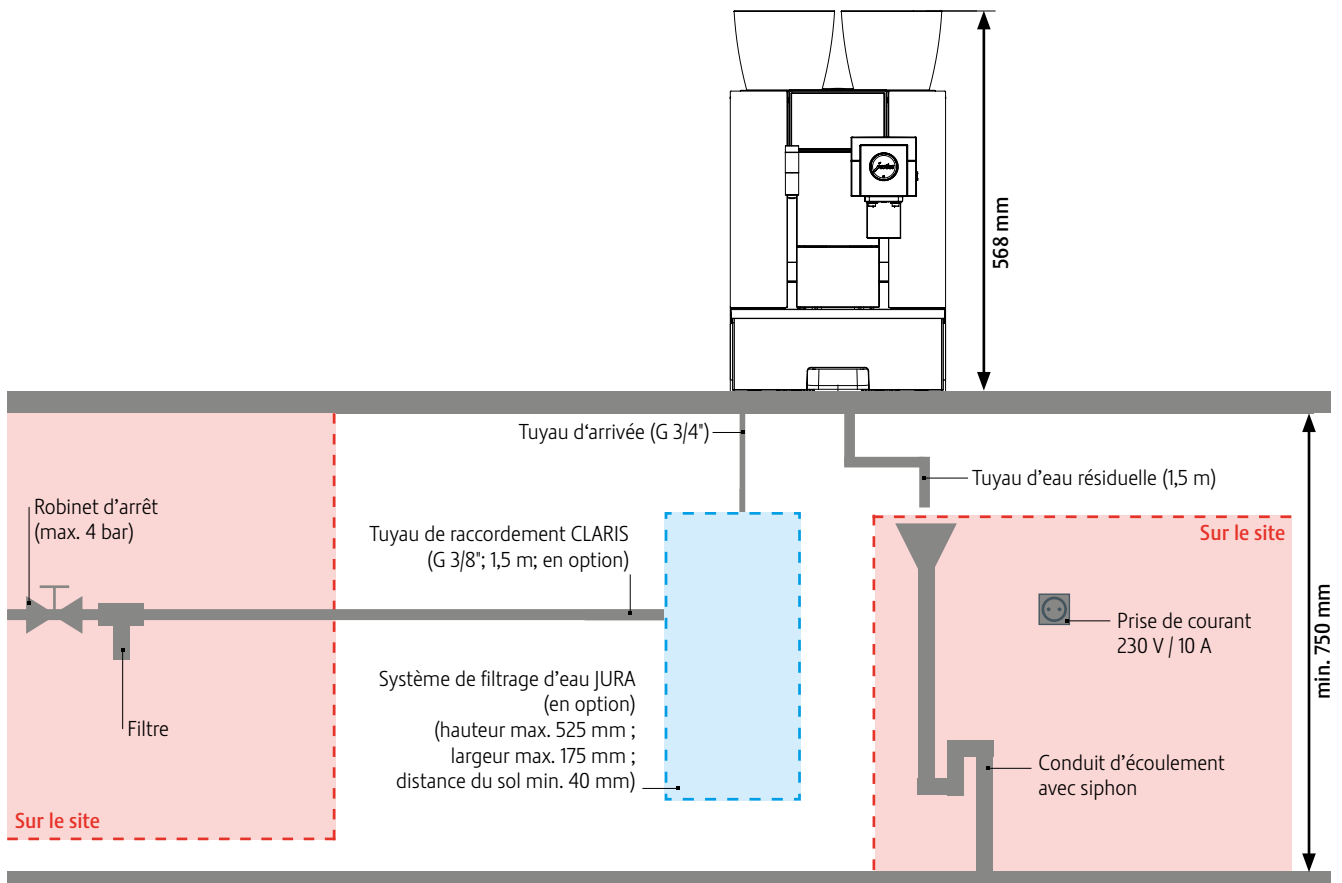 568 mm
Tuyau d‘arrivée (G 3/4")
Tuyau d’eau résiduelle (1,5 m)
Robinet d’arrêt
(max. 4 bar)
Tuyau de raccordement CLARIS
(G 3/8"; 1,5 m; en option)
Sur le site
Prise de courant
230 V / 10 A
min. 750 mm
Filtre
Système de filtrage d’eau JURA
(en option)
(hauteur max. 525 mm ;
largeur max. 175 mm ;
distance du sol min. 40 mm)
Conduit d’écoulement
avec siphon
Sur le site
jura